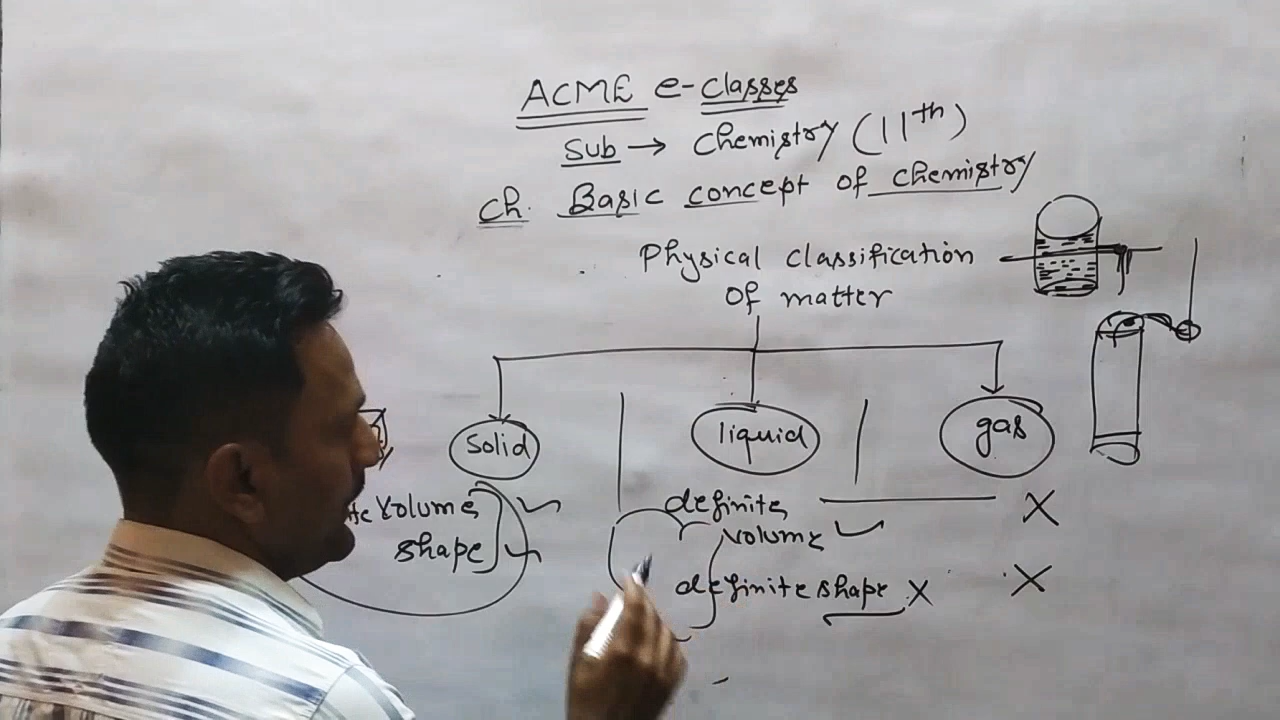 ACME e-classes
Sub → Chemistry (11th)
Ch. Basic concept of chemistry
Physical classification
Of matter
Solid
liquid
gas
Volume
shape
definite
volume ✓
definite shape X
X
X